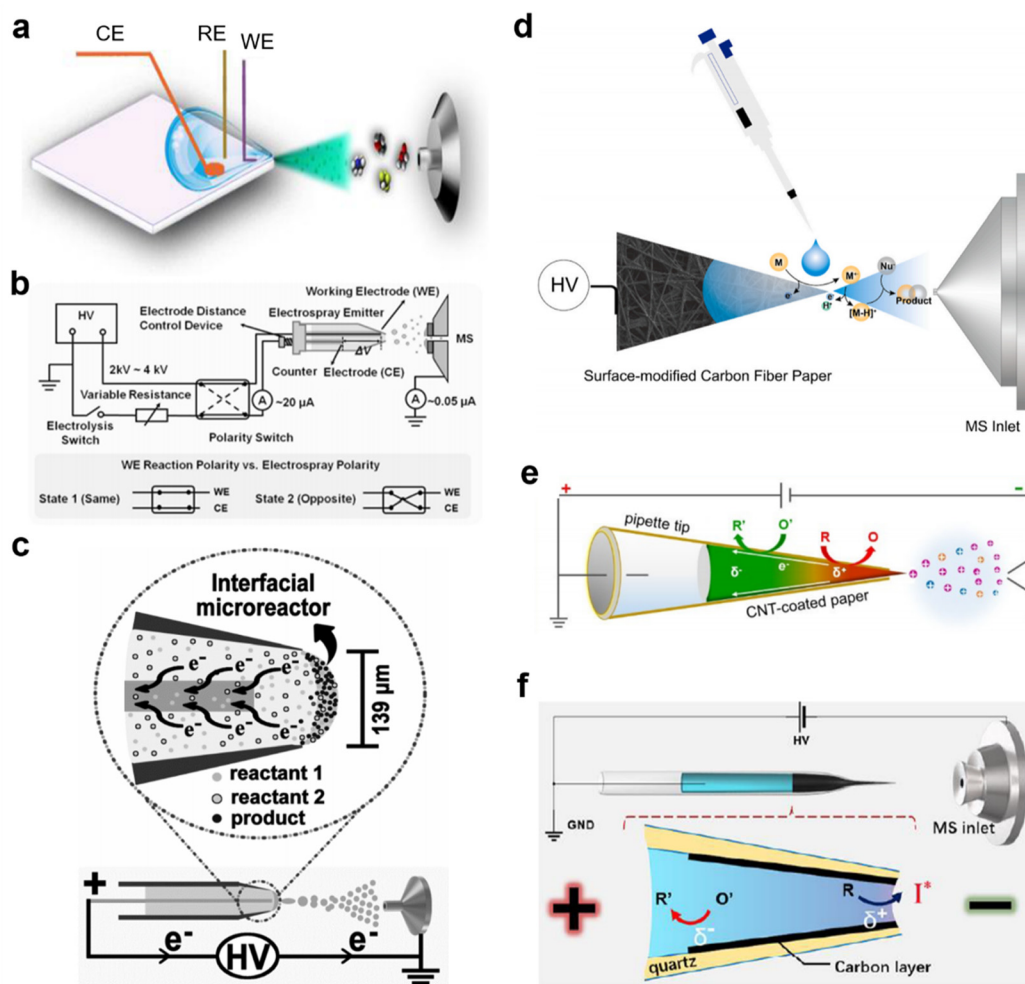 a
CE
RE
WE
b
HV
Electrode Distance
Control Device
Working Electrode (WE)
Electrospray Emitter
MS
ΔV
2kV ~ 4 kV
Counter
Electrode (CE)
Variable Resistance
A
~20 μA
A
~0.05 μA
Electrolysis
Switch
Polarity Switch
WE Reaction Polarity vs. Electrospray Polarity
State 1 (Same)
WE
CE
State 2 (Opposite)
WE
CE
c
Interfacial
microreactor
e-
e-
e-
e-
e-
e-
139 μm
reactant 1
reactant 2
product
+
e-
HV
e-
d
HV
M
M+
Nu
e-
e-
H+
[M-H]+
Product
Surface-modified Carbon Fiber Paper
MS Inlet
e
+
-
pipette tip
R'
O'
R
O
δ-
e-
δ+
CNT-coated paper
f
HV
GND
MS inlet
+
R'
O'
δ-
R
I*
δ+
-
quartz
Carbon layer